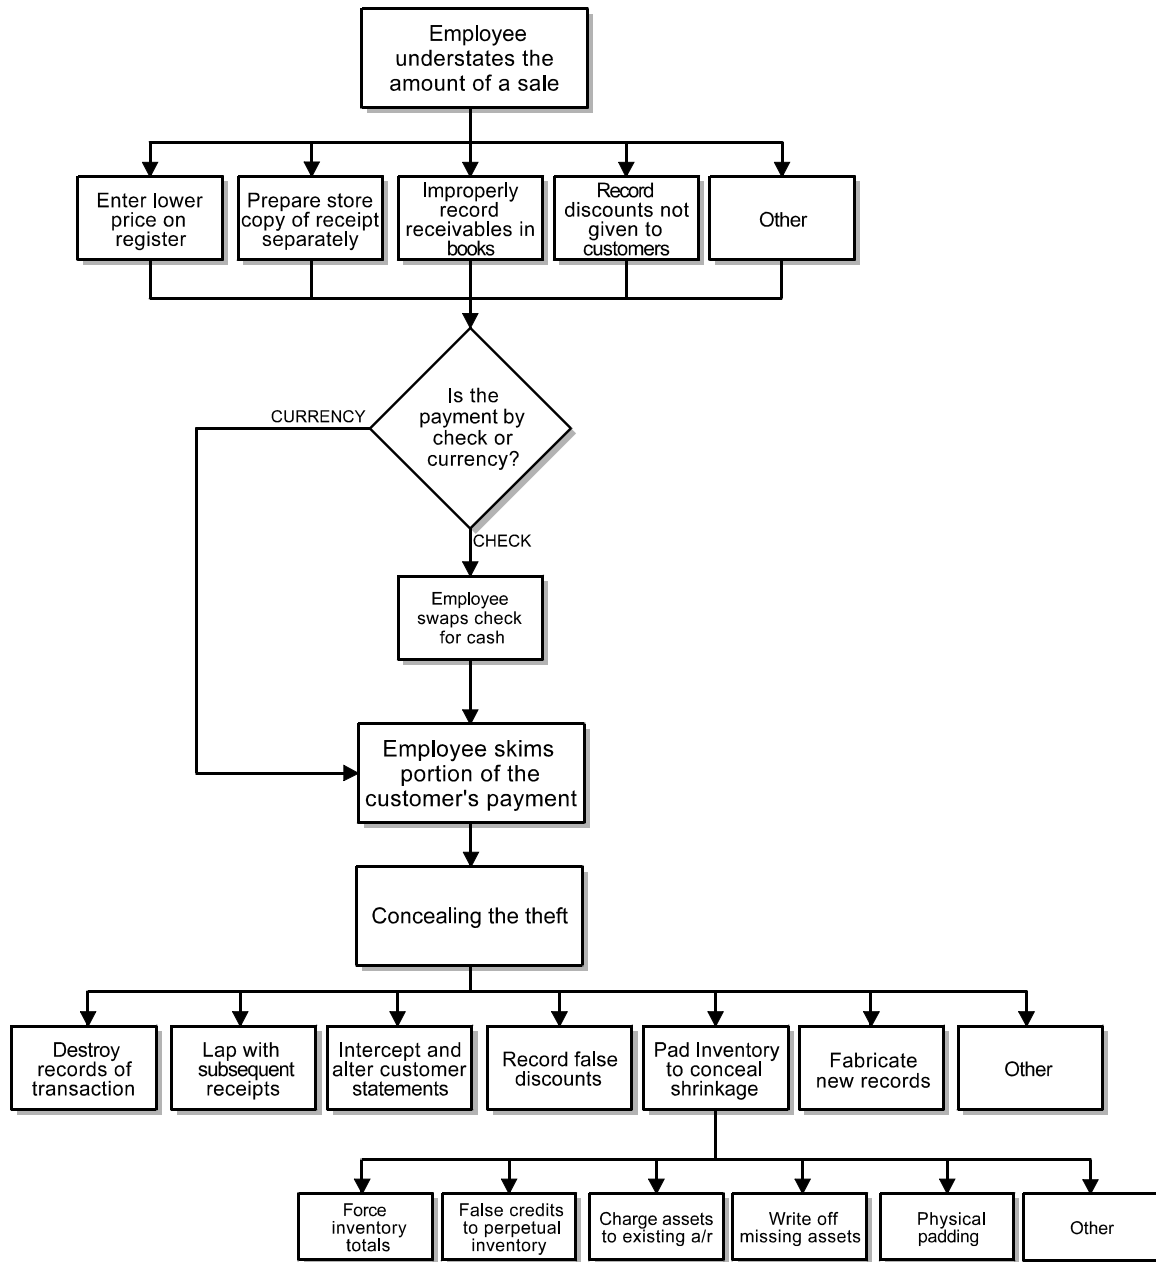 Employee
understates the
amount of a sale
Enter lower
price on
register
Prepare store
copy of receipt
separately
Improperly
record
receivables in
books
Record
discounts not
given to
customers
Other
Is the
payment by
check or
currency?
CURRENCY
CHECK
Employee
swaps check
for cash
Employee skims
portion of the
customer's payment
Concealing the theft
Destroy
records of
transaction
Lap with
subsequent
receipts
Intercept and
alter customer
statements
Record false
discounts
Pad Inventory
to conceal
shrinkage
Fabricate
new records
Other
Force
inventory
totals
False credits
to perpetual
inventory
Charge assets
to existing a/r
Write off
missing assets
Physical
padding
Other